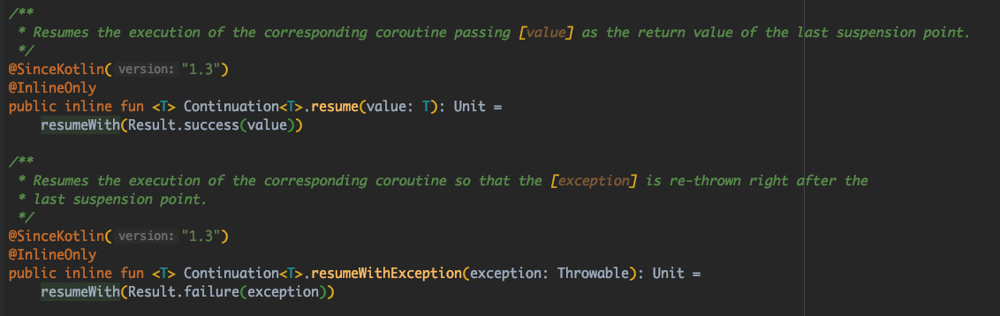 /**
 * Resumes the execution of the corresponding coroutine passing [value] as the return value of the last suspension point.
 */
@SinceKotlin( version: "1.3")
@InlineOnly
public inline fun <T> Continuation<T>.resume(value: T): Unit =
    resumeWith(Result.success(value))

/**
 * Resumes the execution of the corresponding coroutine so that the [exception] is re-thrown right after the
 * last suspension point.
 */
@SinceKotlin( version: "1.3")
@InlineOnly
public inline fun <T> Continuation<T>.resumeWithException(exception: Throwable): Unit =
    resumeWith(Result.failure(exception))